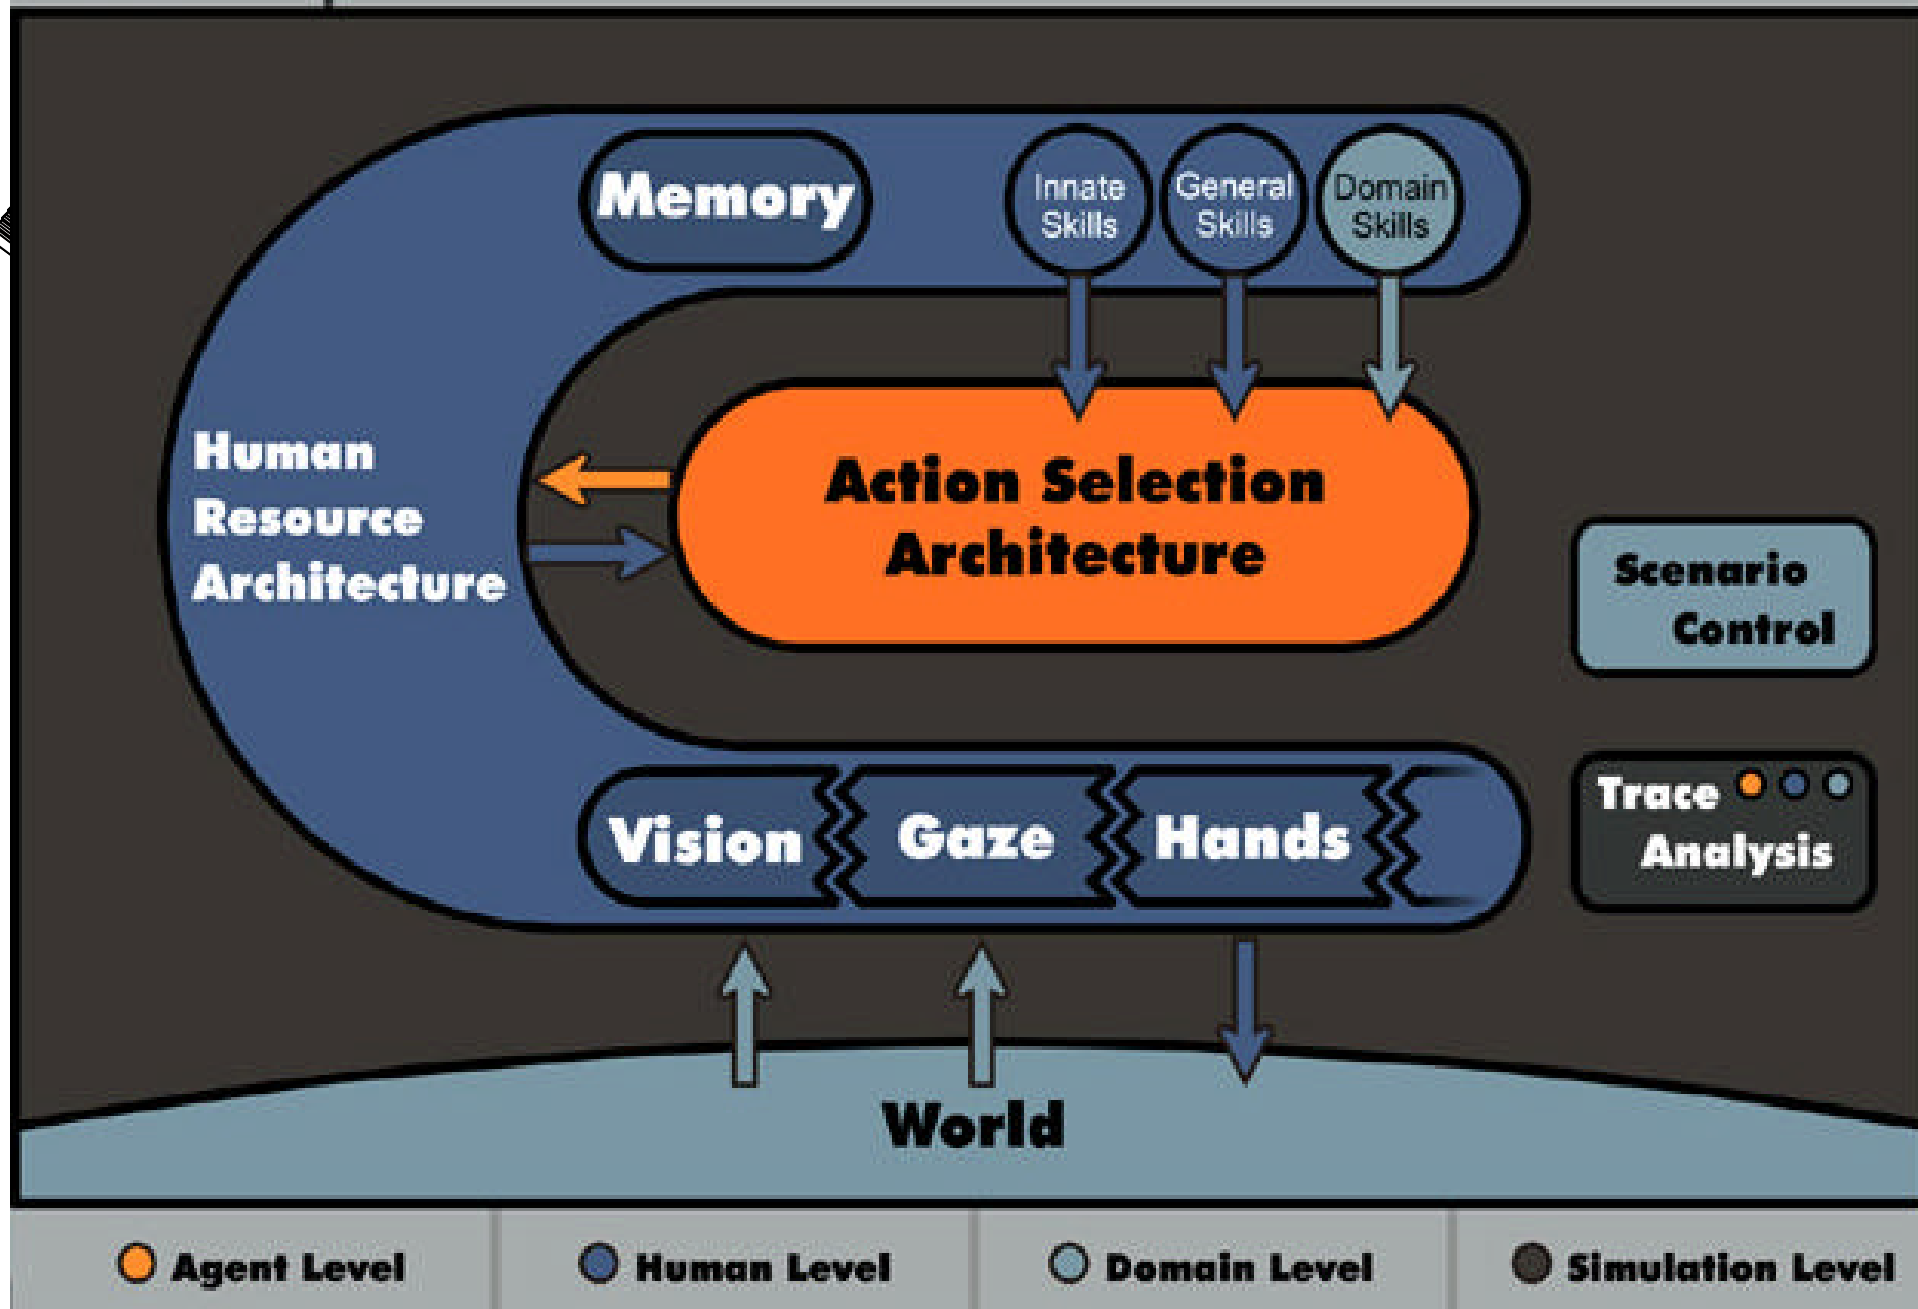 Memory
Innate
Skills
General
Skills
Domain
Skills
Human
Resource
Architecture
Action Selection
Architecture
Scenario
Control
Trace
Analysis
Vision
Gaze
Hands
World
Agent Level
Human Level
Domain Level
Simulation Level